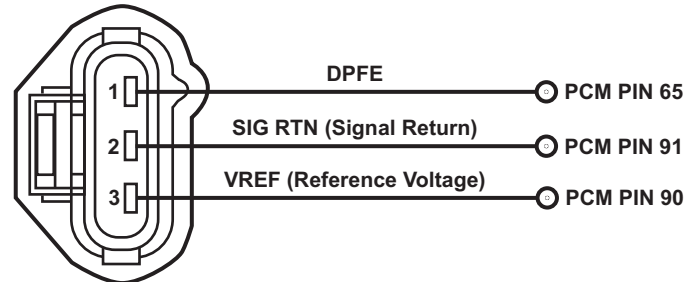 DPFE
1 PCM PIN 65
SIG RTN (Signal Return)
2 PCM PIN 91
VREF (Reference Voltage)
3 PCM PIN 90